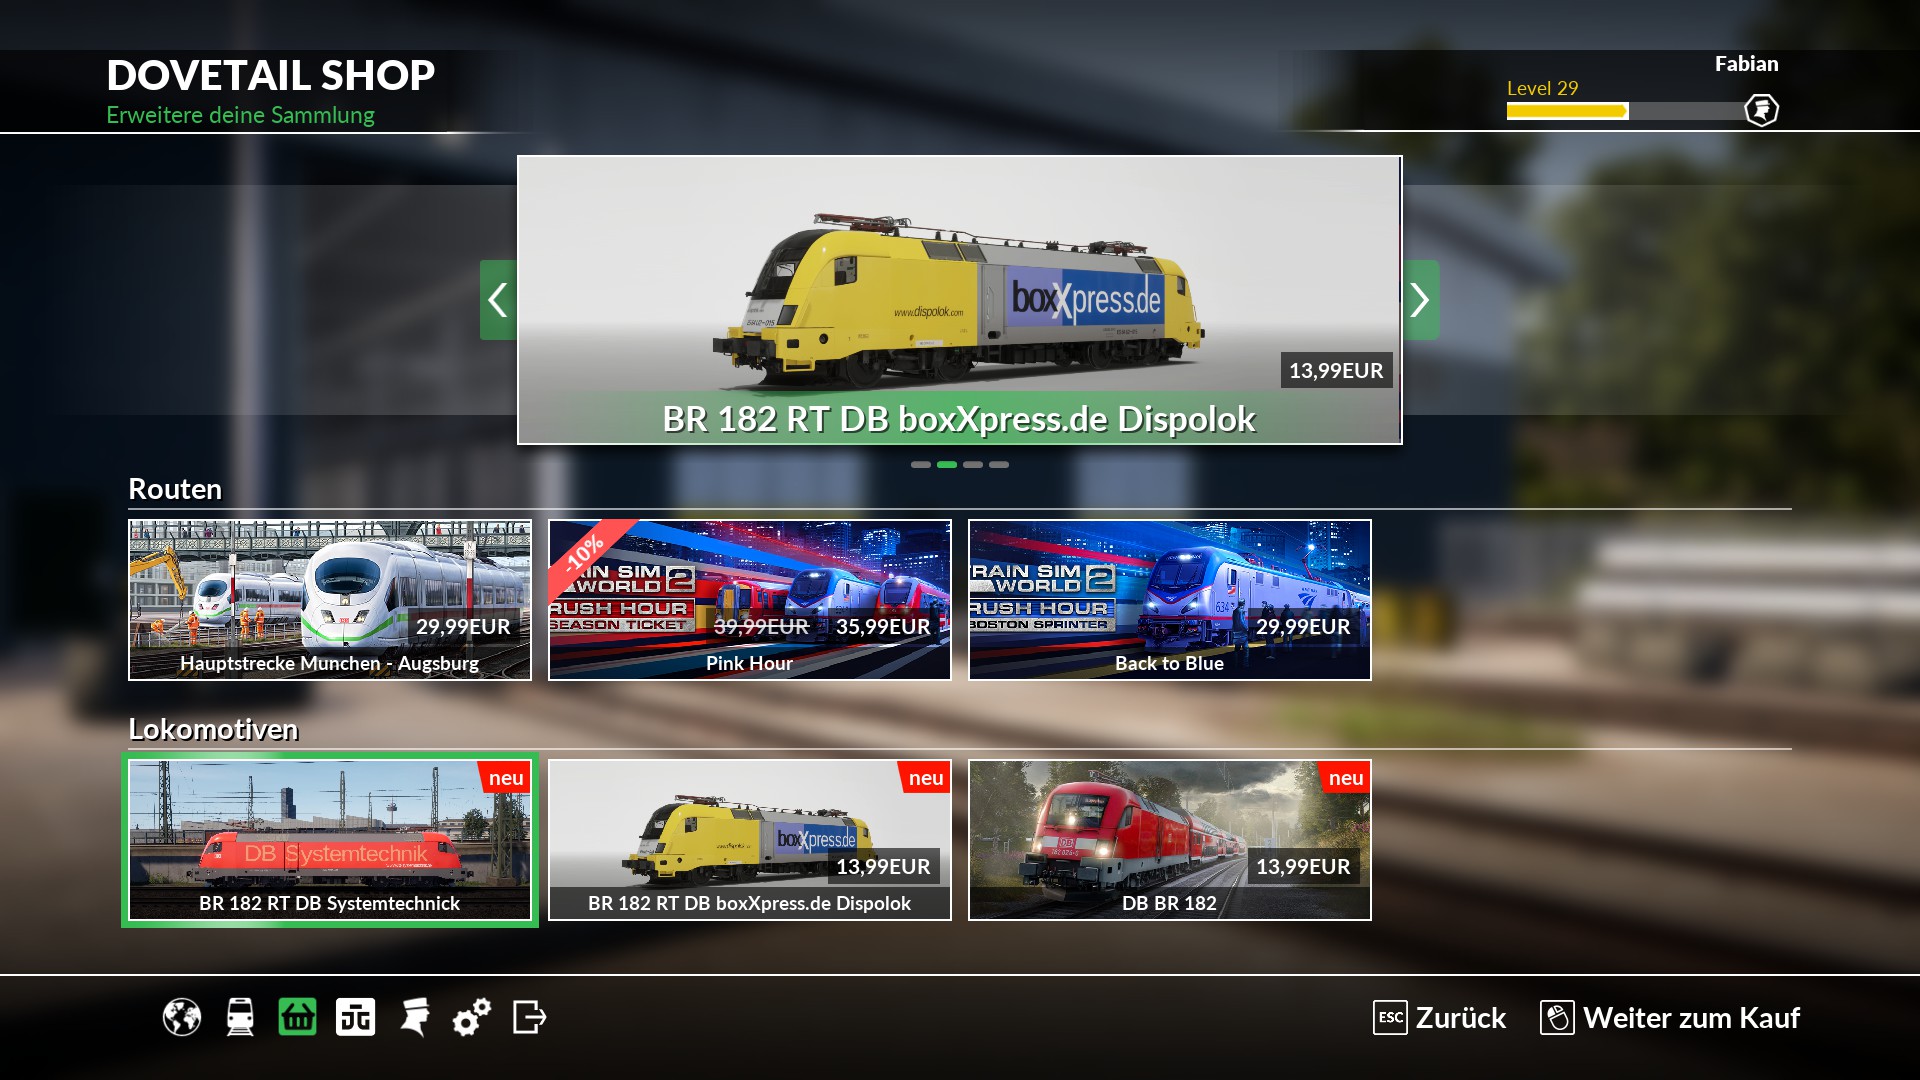 DOVETAIL SHOP
Erweitere deine Sammlung
Fabian
Level 29
www.dispolok.com
boxXpress.de
13,99EUR
BR 182 RT DB boxXpress.de Dispolok
Routen
29,99EUR
Hauptstrecke Munchen - Augsburg
-10%
RAIN SIM
WORLD 2
RUSH HOUR
SEASON TICKET
39,99EUR 35,99EUR
Pink Hour
TRAIN SIM
WORLD 2
RUSH HOUR
BOSTON SPRINTER
634
29,99EUR
Back to Blue
Lokomotiven
neu
DB Systemtechnik
BR 182 RT DB Systemtechnick
neu
boxXpress.de
13,99EUR
BR 182 RT DB boxXpress.de Dispolok
neu
DB
13,99EUR
DB BR 182
ESC Zurück
Weiter zum Kauf